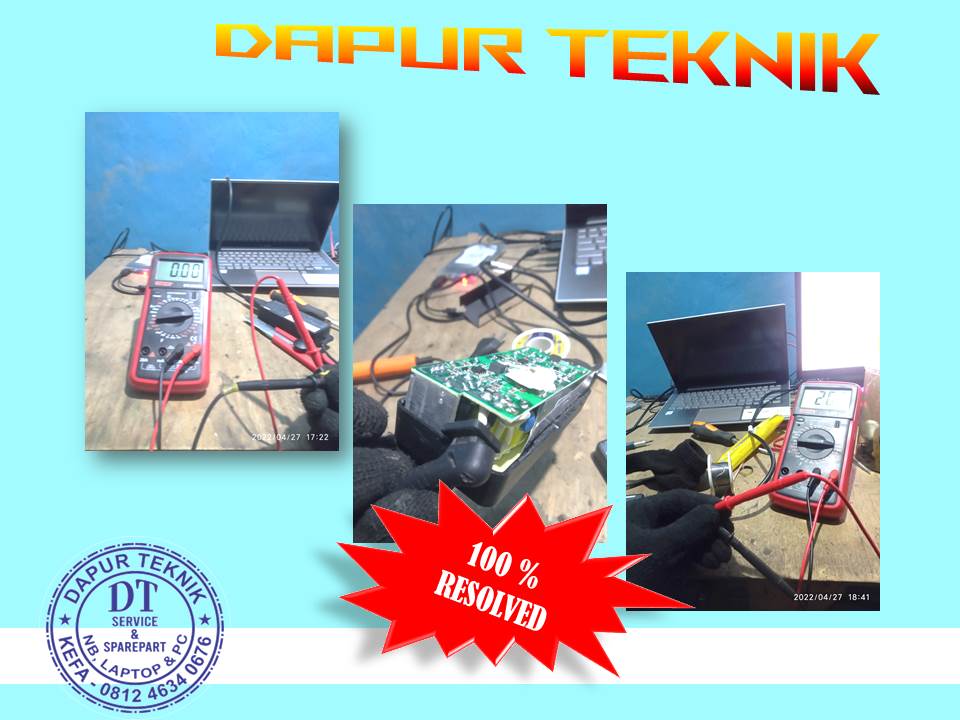 DAPUR TEKNIK
0.00
2022/04/27 17:22
2022/04/27 18:41
100 %
RESOLVED
DAPUR TEKNIK
DT
SERVICE
&
SPAREPART
NB, LAPTOP & PC
KEFA - 0812 4634 0676